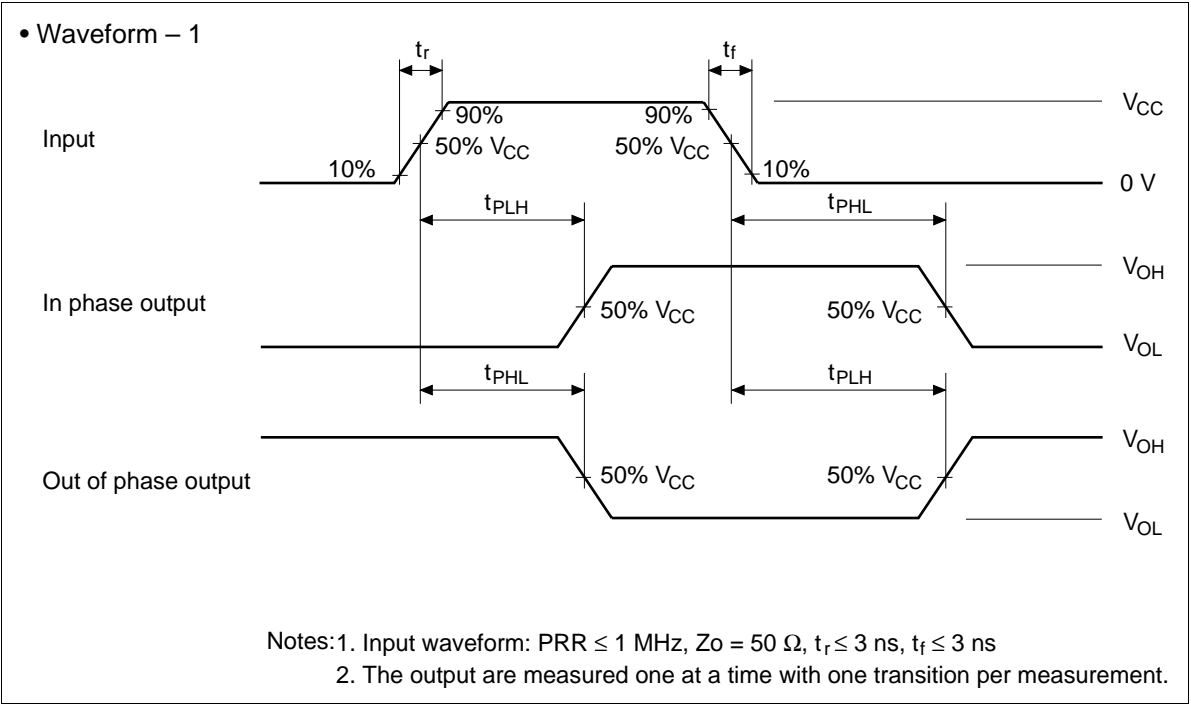 • Waveform – 1
tr
tf
Input
90%
90%
VCC
50% VCC
50% VCC
10%
10%
0 V
tPLH
tPHL
In phase output
VOH
50% VCC
50% VCC
VOL
tPHL
tPLH
Out of phase output
VOH
50% VCC
50% VCC
VOL
Notes:1. Input waveform: PRR ≤ 1 MHz, Zo = 50 Ω, tr ≤ 3 ns, tf ≤ 3 ns
2. The output are measured one at a time with one transition per measurement.